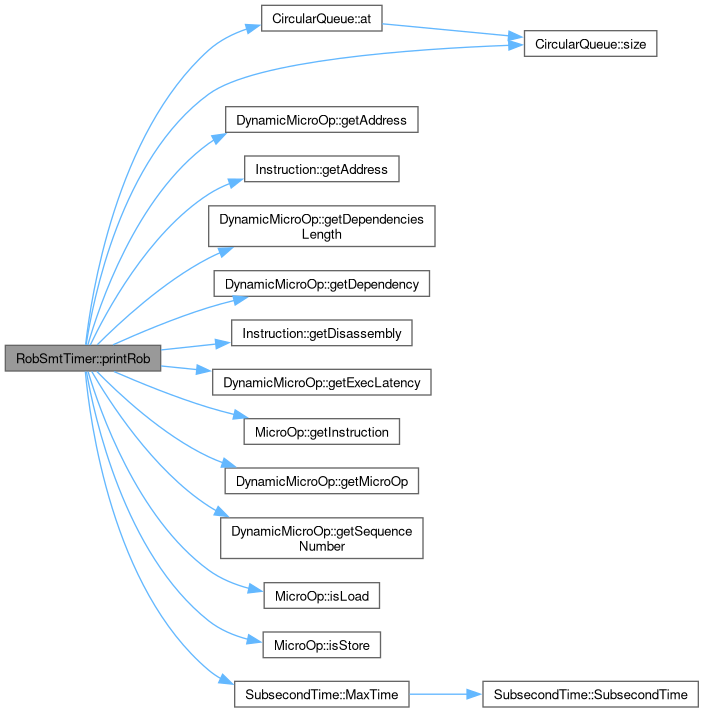 CircularQueue::at
CircularQueue::size
DynamicMicroOp::getAddress
Instruction::getAddress
DynamicMicroOp::getDependencies
Length
DynamicMicroOp::getDependency
Instruction::getDisassembly
RobSmtTimer::printRob
DynamicMicroOp::getExecLatency
MicroOp::getInstruction
DynamicMicroOp::getMicroOp
DynamicMicroOp::getSequence
Number
MicroOp::isLoad
MicroOp::isStore
SubsecondTime::MaxTime
SubsecondTime::SubsecondTime